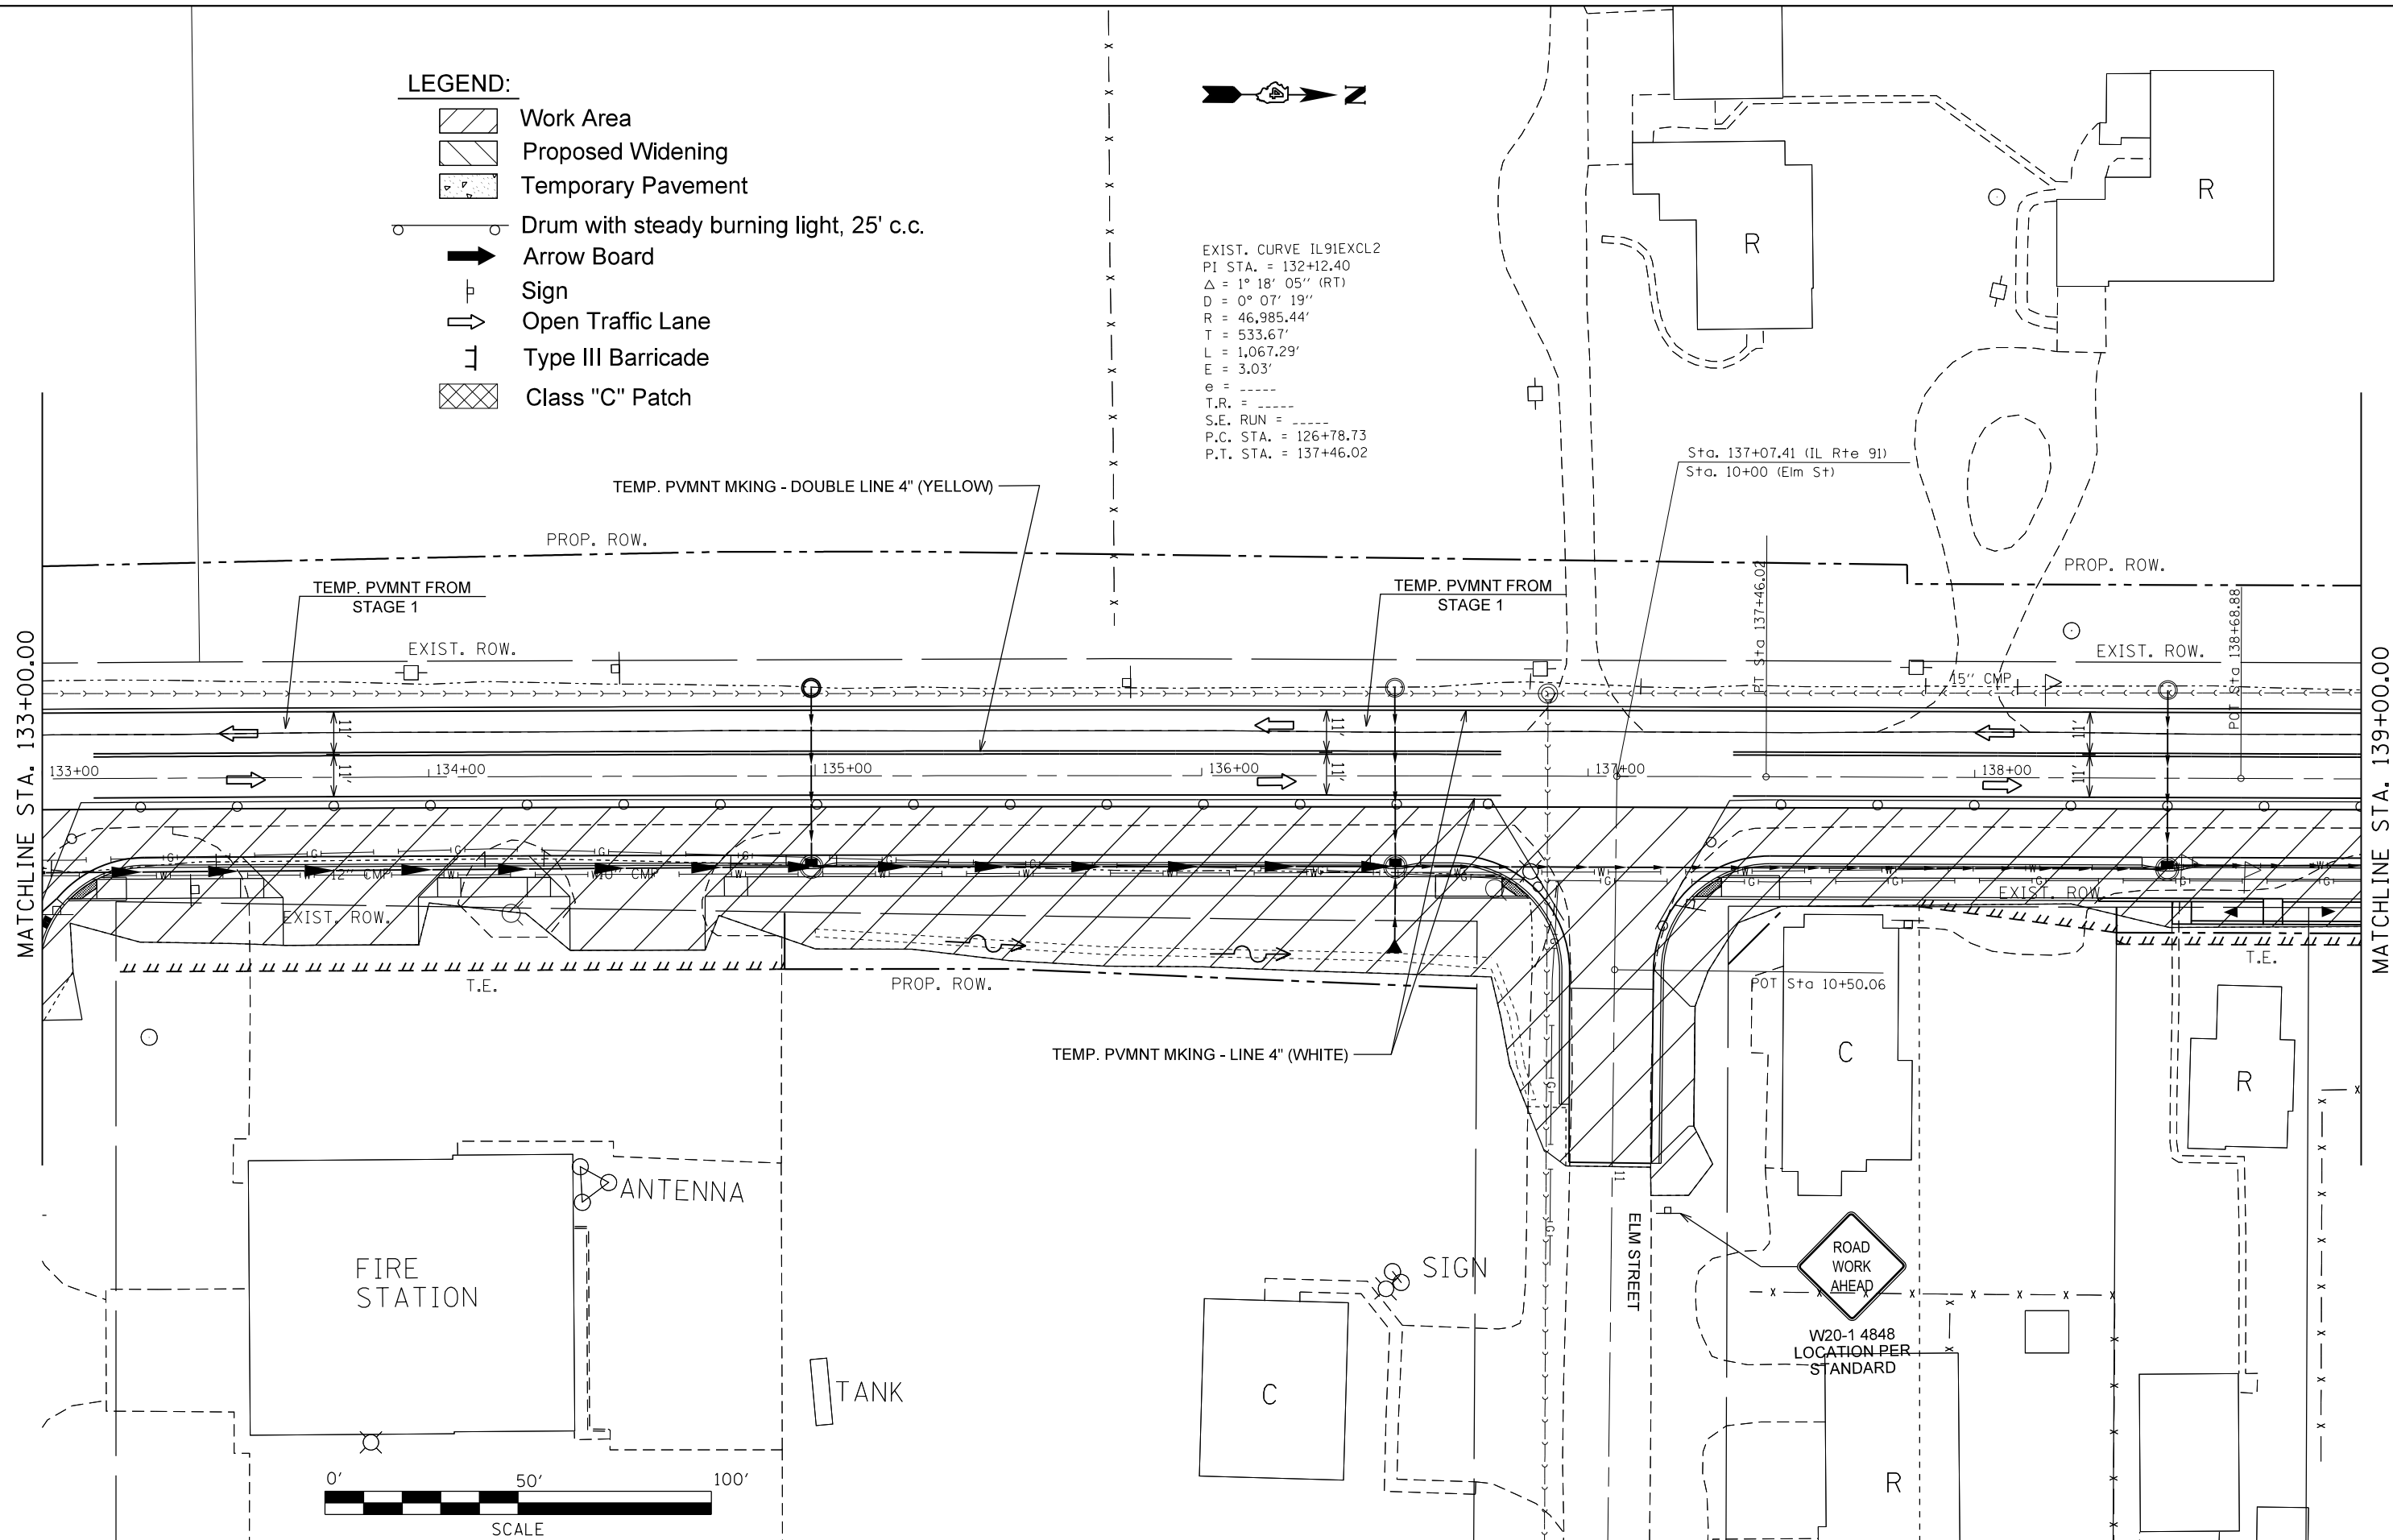 LEGEND:
Work Area
Proposed Widening
Temporary Pavement
Drum with steady burning light, 25' c.c.
Arrow Board
Sign
Open Traffic Lane
Type III Barricade
Class "C" Patch
N
EXIST. CURVE IL91EXCL2
PI STA. = 132+12.40
Δ = 1° 18' 05'' (RT)
D = 0° 07' 19''
R = 46,985.44'
T = 533.67'
L = 1,067.29'
E = 3.03'
e = -----
T.R. = -----
S.E. RUN = -----
P.C. STA. = 126+78.73
P.T. STA. = 137+46.02
R
R
Sta. 137+07.41 (IL Rte 91)
Sta. 10+00 (Elm St)
TEMP. PVMNT MKING - DOUBLE LINE 4" (YELLOW)
PROP. ROW.
PROP. ROW.
TEMP. PVMNT FROM
STAGE 1
TEMP. PVMNT FROM
STAGE 1
EXIST. ROW.
EXIST. ROW.
PT Sta 137+46.02
POT Sta 138+68.88
15'' CMP
MATCHLINE STA. 133+00.00
MATCHLINE STA. 139+00.00
11'
11'
11'
11'
11'
11'
133+00
134+00
135+00
136+00
137+00
138+00
12'' CMP
CMP
EXIST. ROW.
EXIST. ROW.
T.E.
PROP. ROW.
POT Sta 10+50.06
T.E.
TEMP. PVMNT MKING - LINE 4" (WHITE)
C
R
11
ANTENNA
FIRE
STATION
SIGN
ELM STREET
ROAD
WORK
AHEAD
W20-1 4848
LOCATION PER
STANDARD
TANK
C
R
0'
50'
100'
SCALE